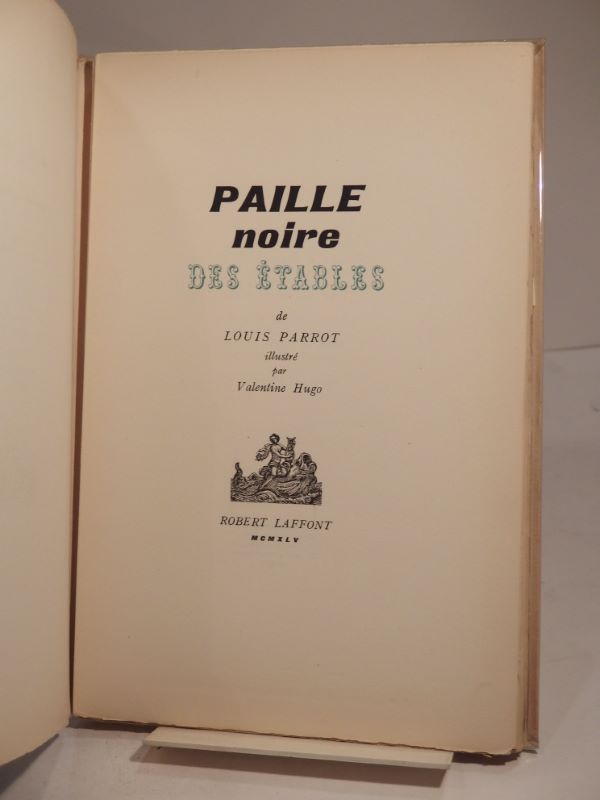 PAILLE
noire
DES ÉTABLES
de
LOUIS PARROT
illustré
par
Valentine Hugo
ROBERT LAFFONT
MCMXLV